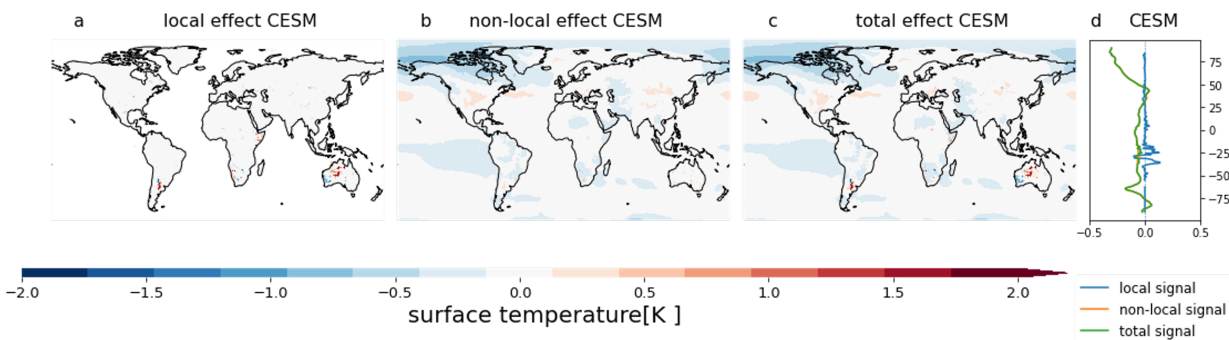 a local effect CESM
b non-local effect CESM
c total effect CESM
d CESM
75
50
25
0
−25
−50
−75
−0.5 0.0 0.5
−2.0 −1.5 −1.0 −0.5 0.0 0.5 1.0 1.5 2.0
surface temperature[K ]
local signal
non-local signal
total signal